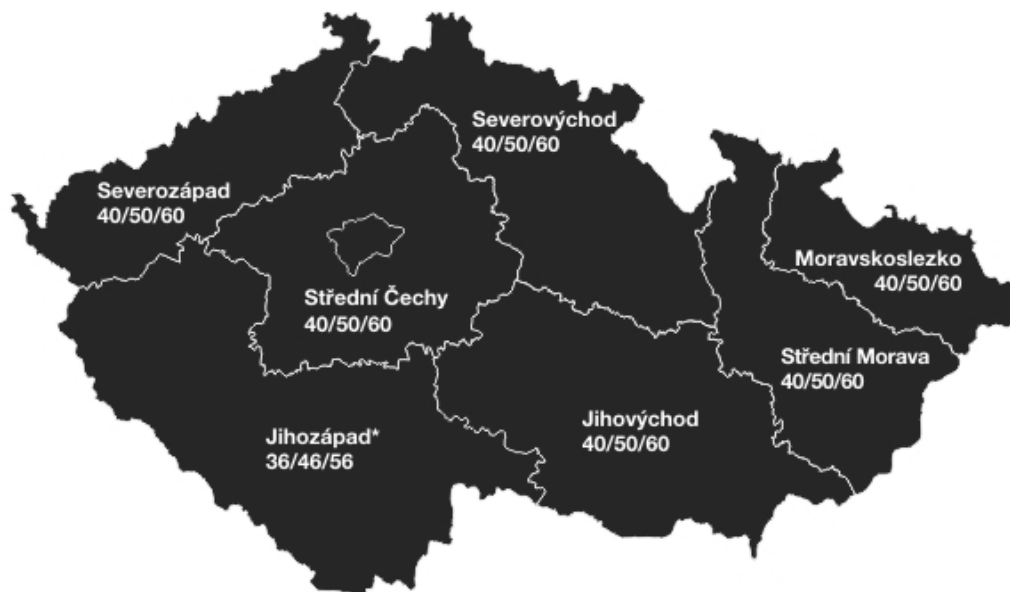 Severovýchod
40/50/60
Severozápad
40/50/60
Moravskoslezko
40/50/60
Střední Čechy
40/50/60
Střední Morava
40/50/60
Jihovýchod
40/50/60
Jihozápad*
36/46/56